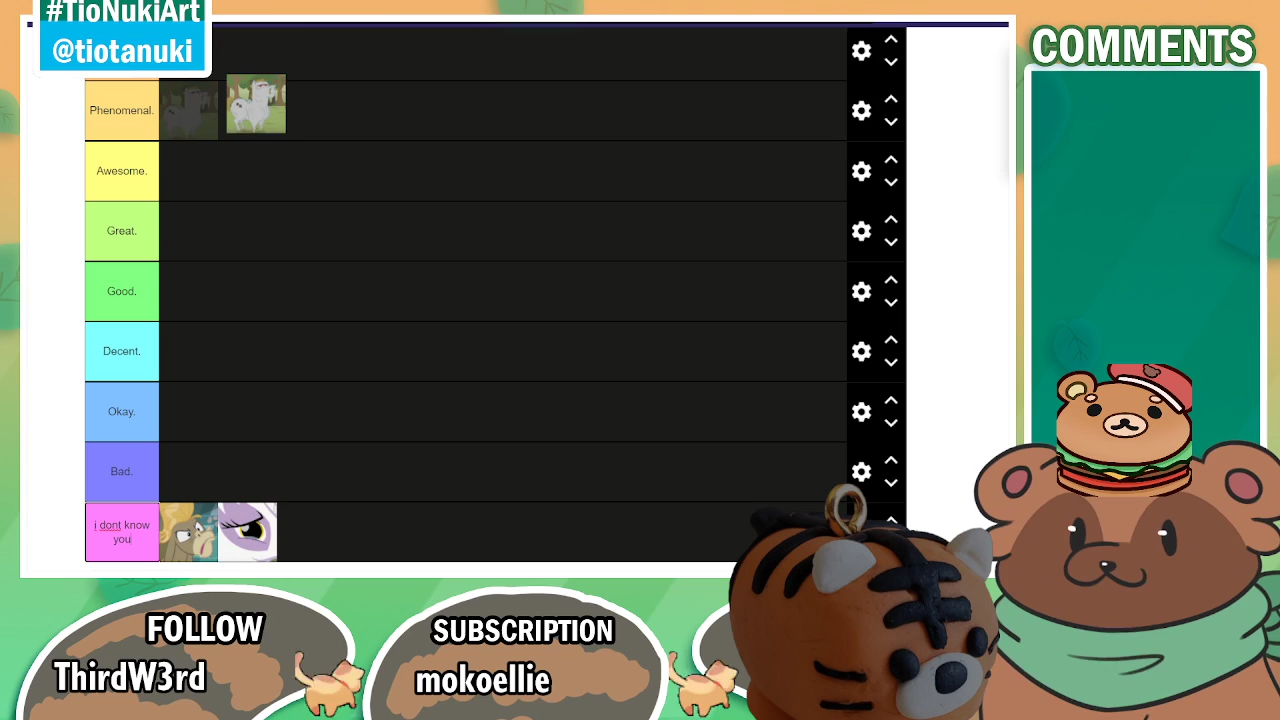 #TioNukiArt
@tiotanuki
COMMENTS
Phenomenal.
Awesome.
Great.
Good.
Decent.
Okay.
Bad.
i dont know
you
FOLLOW
ThirdW3rd
SUBSCRIPTION
mokoellie